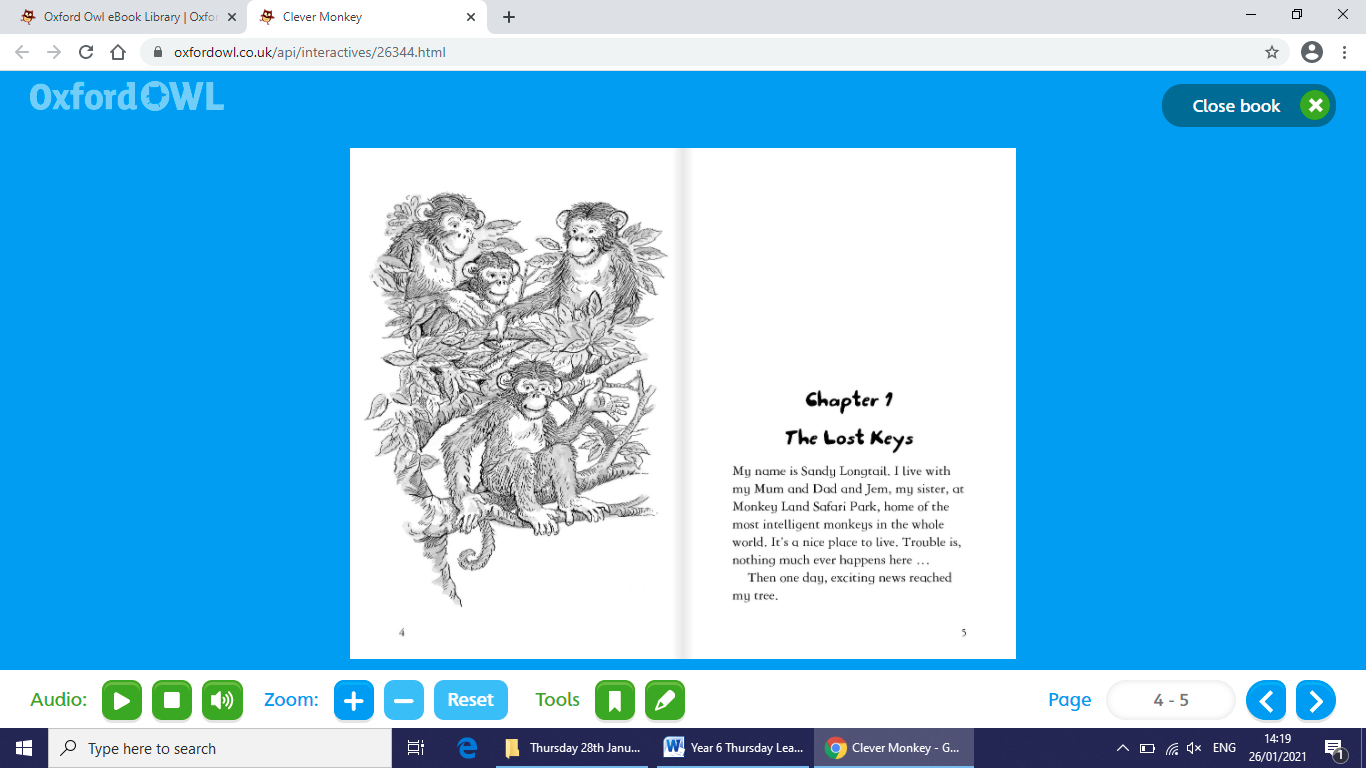 Oxford Owl eBook Library | Oxfo
Clever Monkey
oxfordowl.co.uk/api/interactives/26344.html
Oxford OWL
Close book
Chapter 1
The Lost Keys
My name is Sandy Longtail. I live with
my Mum and Dad and Jem, my sister, at
Monkey Land Safari Park, home of the
most intelligent monkeys in the whole
world. It's a nice place to live. Trouble is,
nothing much ever happens here ...
Then one day, exciting news reached
my tree.
4
5
Audio:
Zoom:
Reset
Tools
Page
4 - 5
Type here to search
Thursday 28th Janu...
Year 6 Thursday Lea...
Clever Monkey - G...
ENG
14:19
26/01/2021
1